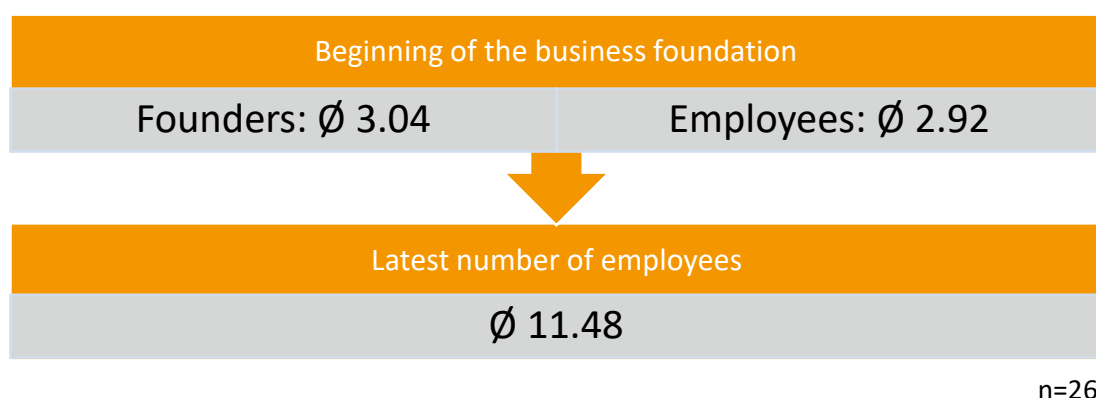 Beginning of the business foundation
Founders: Ø 3.04
Employees: Ø 2.92
Latest number of employees
Ø 11.48
n=26